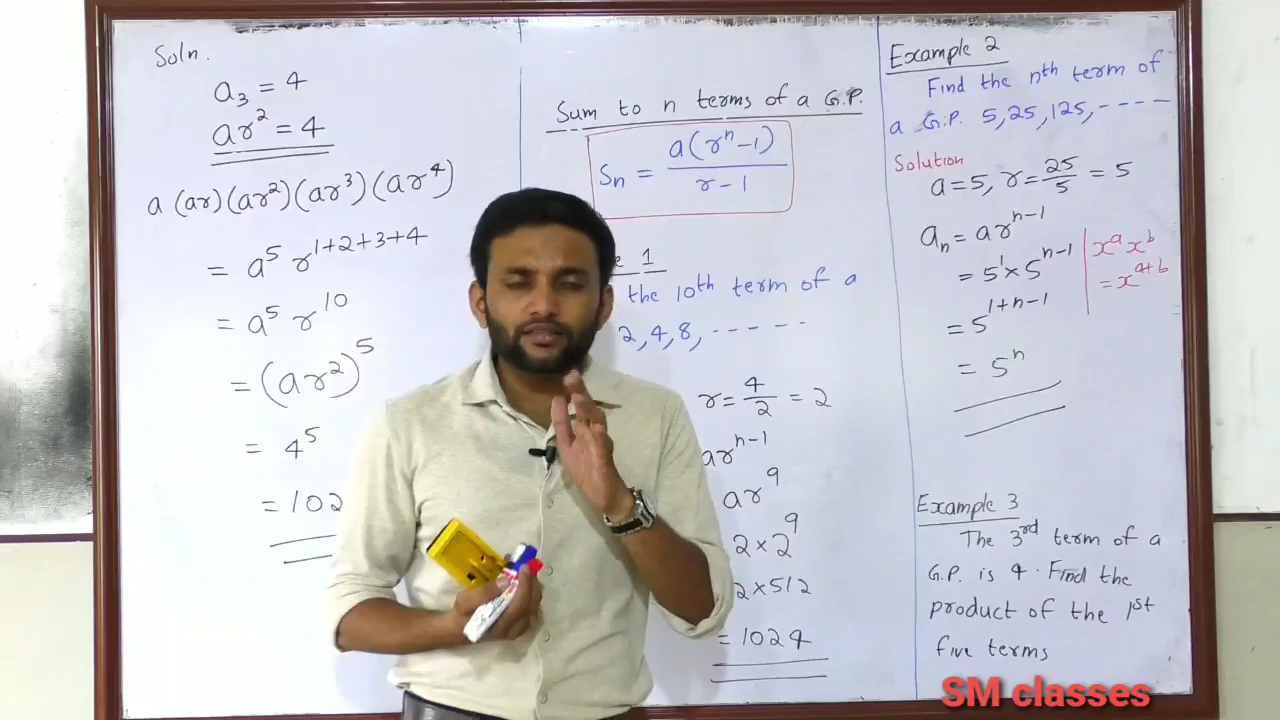 Soln.
a₃ = 4
ar² = 4
a (ar)(ar²)(ar³)(ar⁴)
= a⁵ r¹⁺²⁺³⁺⁴
= a⁵ r¹⁰
= (ar²)⁵
= 4⁵
= 102
Sum to n terms of a G.P.
Sₙ = a(rⁿ-1) / r-1
1
the 10th term of a
2,4,8, - - - - - -
r = 4/2 = 2
arⁿ⁻¹
ar⁹
2×2⁹
2×512
= 1024
Example 2
Find the nth term of
a G.P. 5,25,125, - - - -
Solution
a=5, r= 25/5 = 5
aₙ = arⁿ⁻¹
= 5¹ × 5ⁿ⁻¹
= 5¹⁺ⁿ⁻¹
= 5ⁿ
xᵃ xᵇ
= xᵃ⁺ᵇ
Example 3
The 3rd term of a
G.P. is 4. Find the
product of the 1st
five terms
SM classes